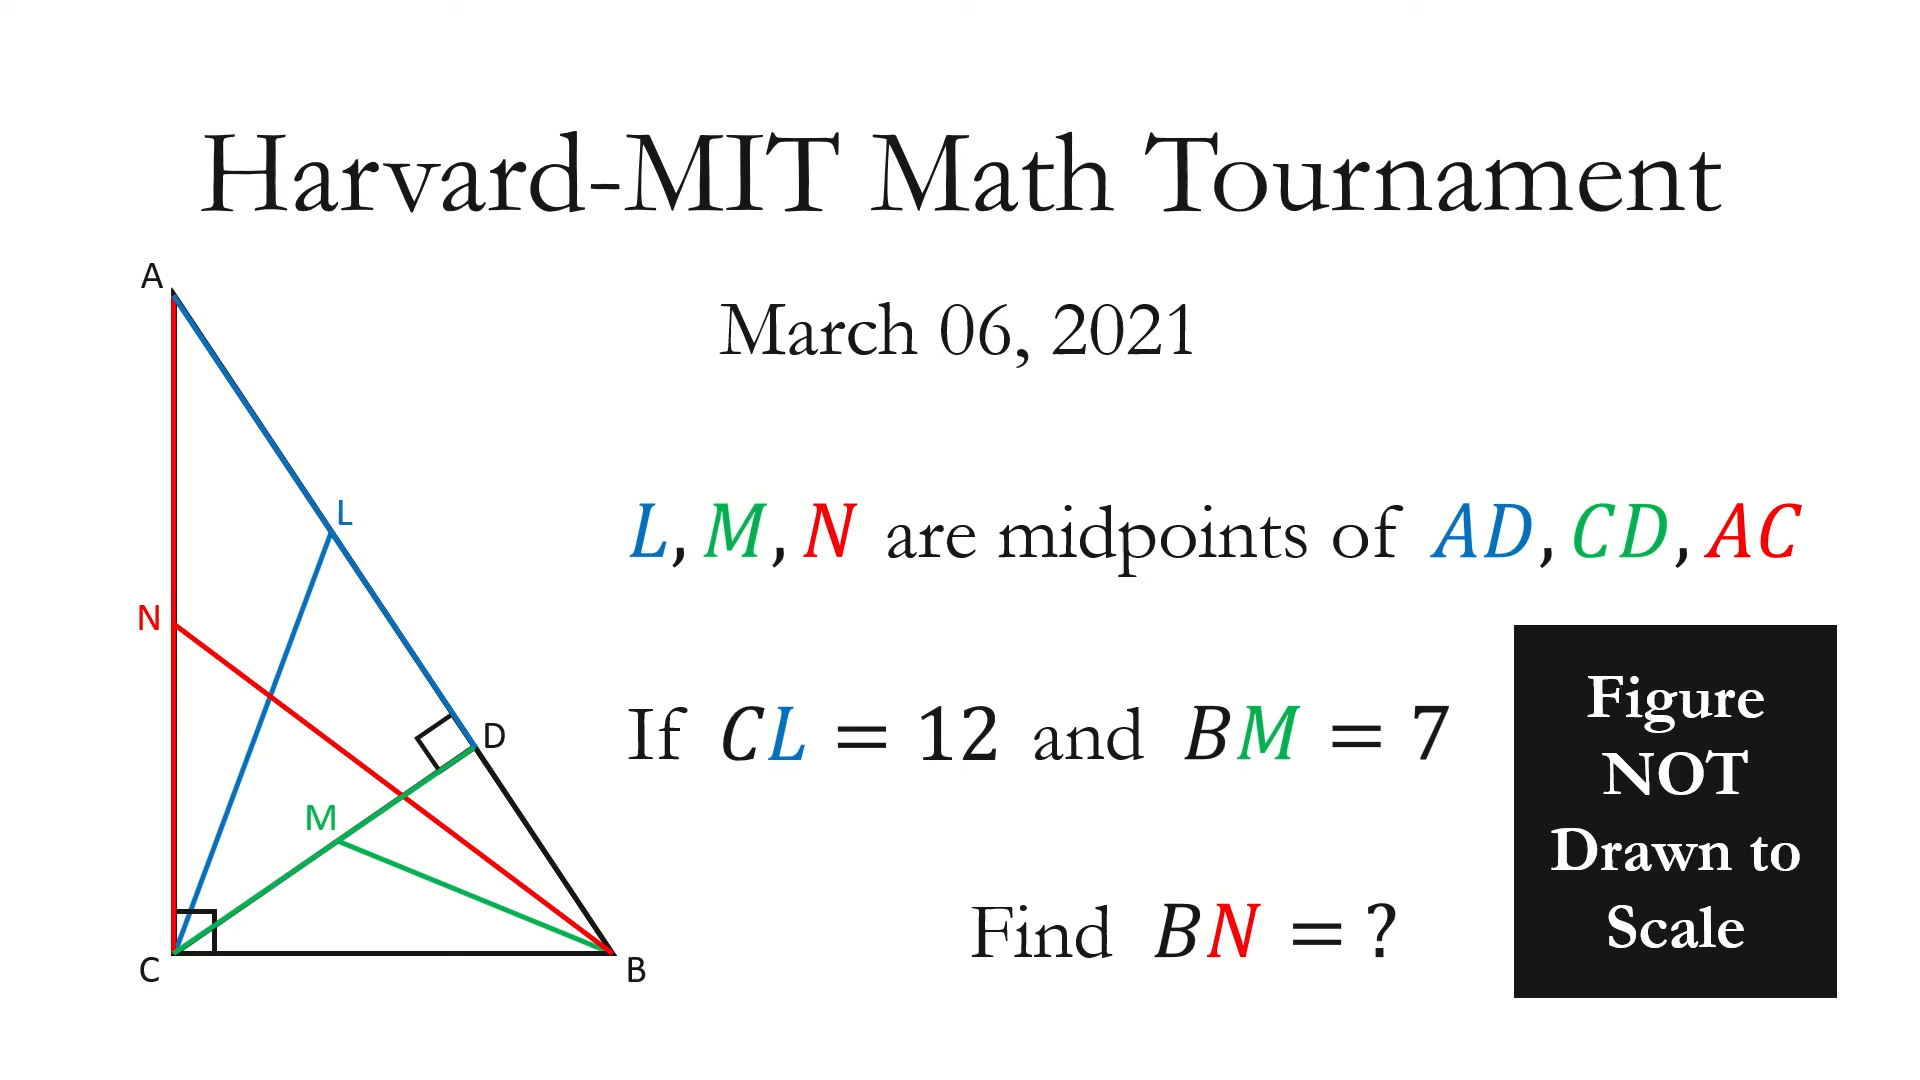 Harvard-MIT Math Tournament
March 06, 2021
A
L
N
D
M
C
B
L, M, N are midpoints of AD, CD, AC
If CL = 12 and BM = 7
Find BN = ?
Figure
NOT
Drawn to
Scale